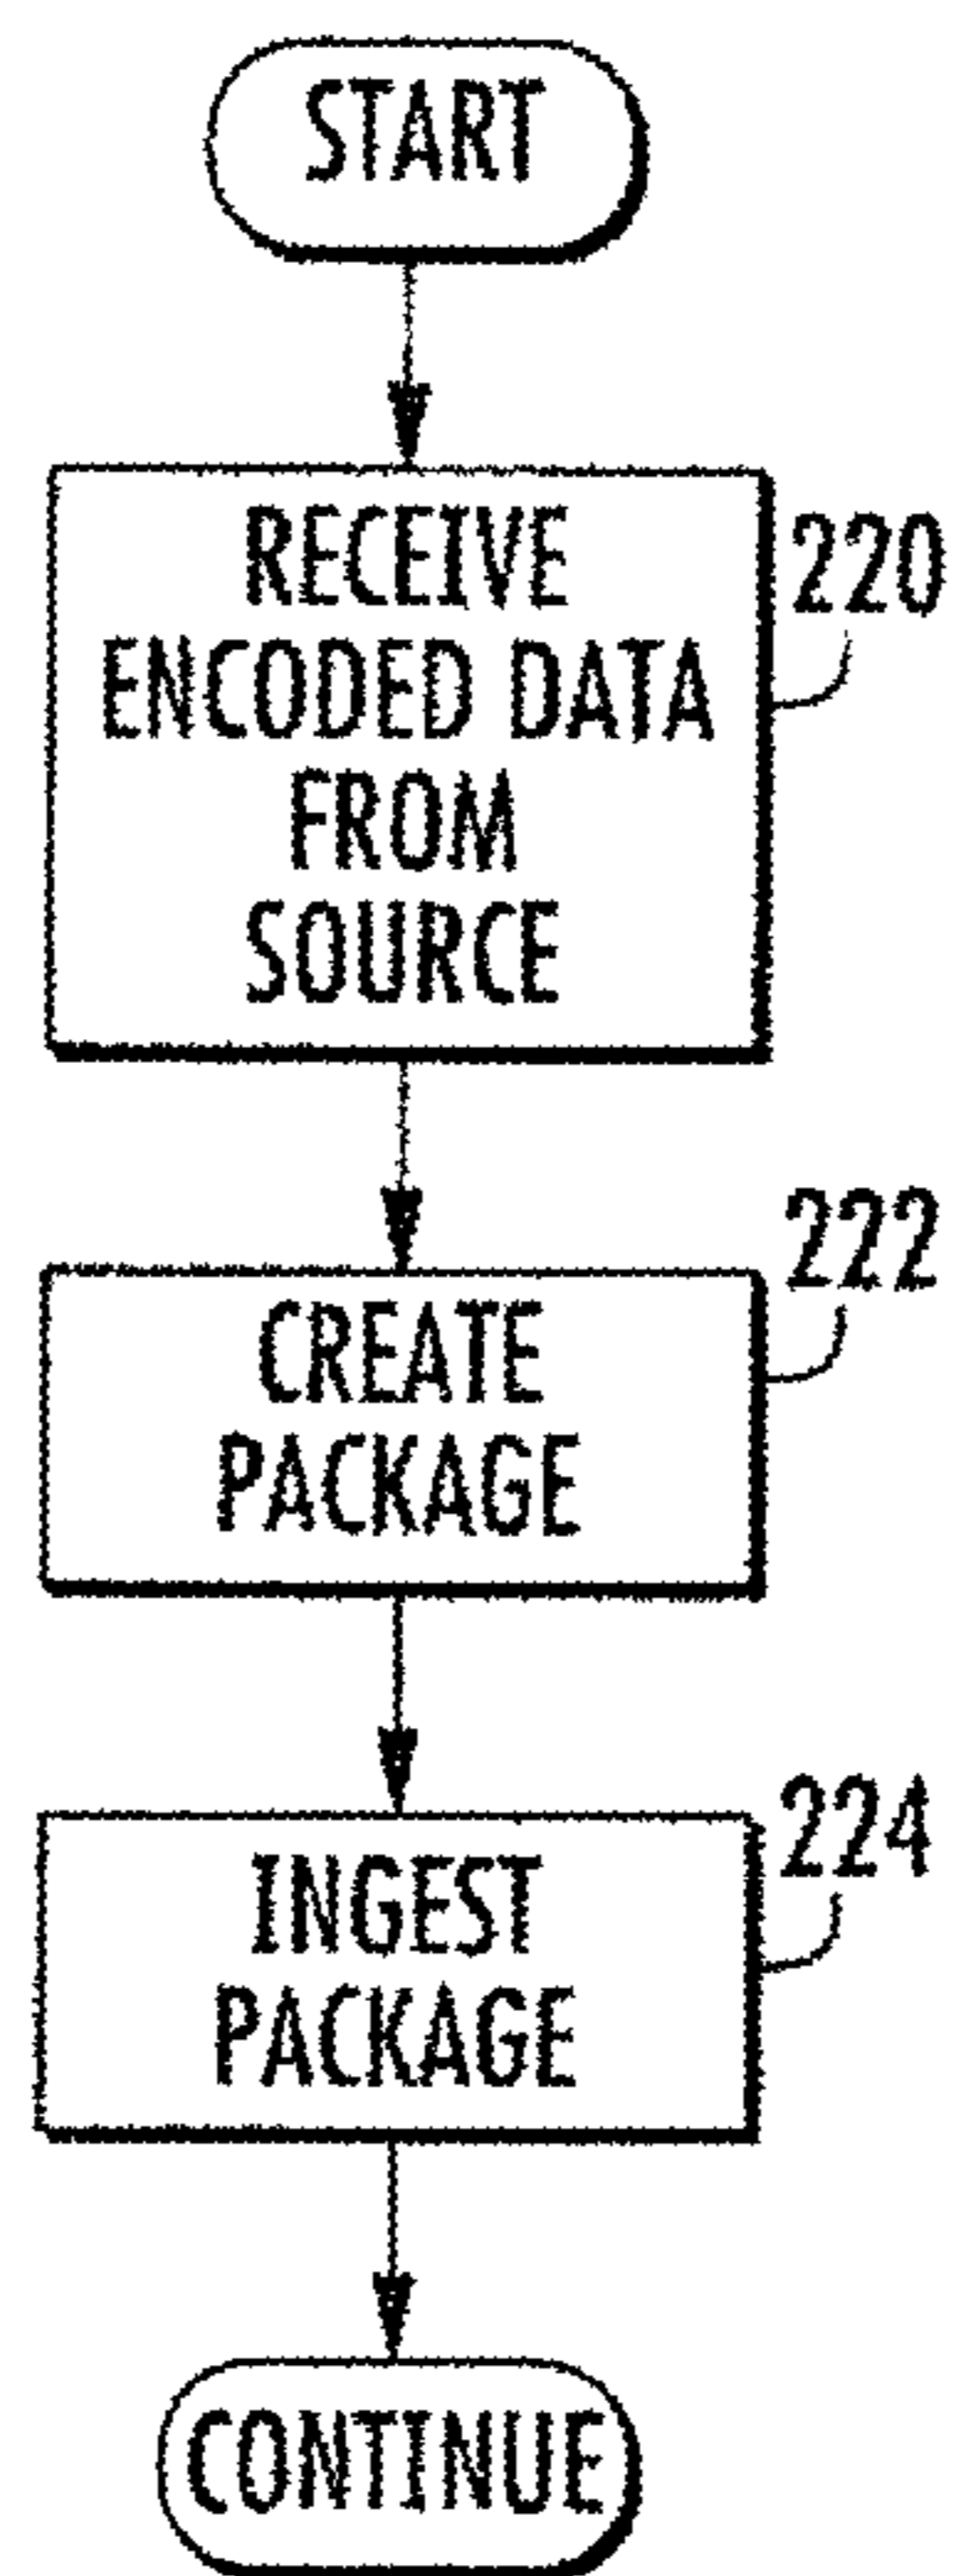 START
RECEIVE
ENCODED DATA
FROM
SOURCE
220
CREATE
PACKAGE
222
INGEST
PACKAGE
224
CONTINUE